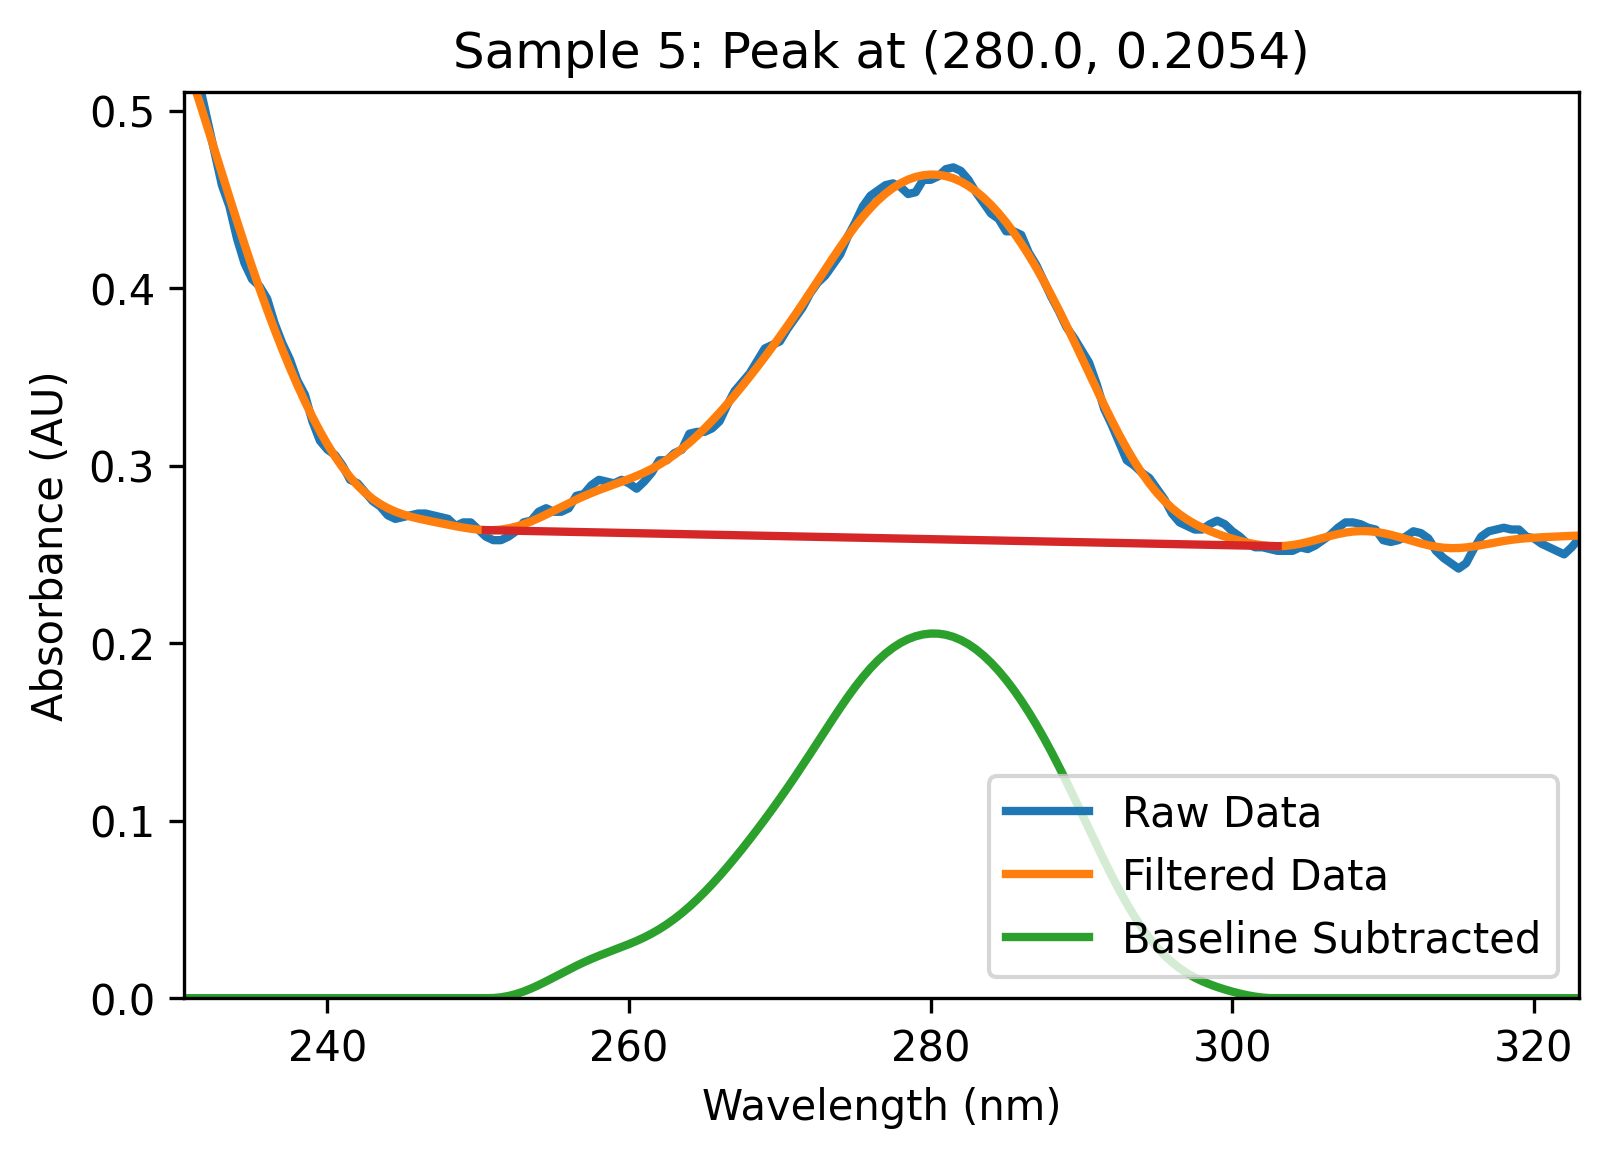 Sample 5: Peak at (280.0, 0.2054)
Absorbance (AU)
0.5
0.4
0.3
0.2
0.1
0.0
Raw Data
Filtered Data
Baseline Subtracted
240 260 280 300 320
Wavelength (nm)